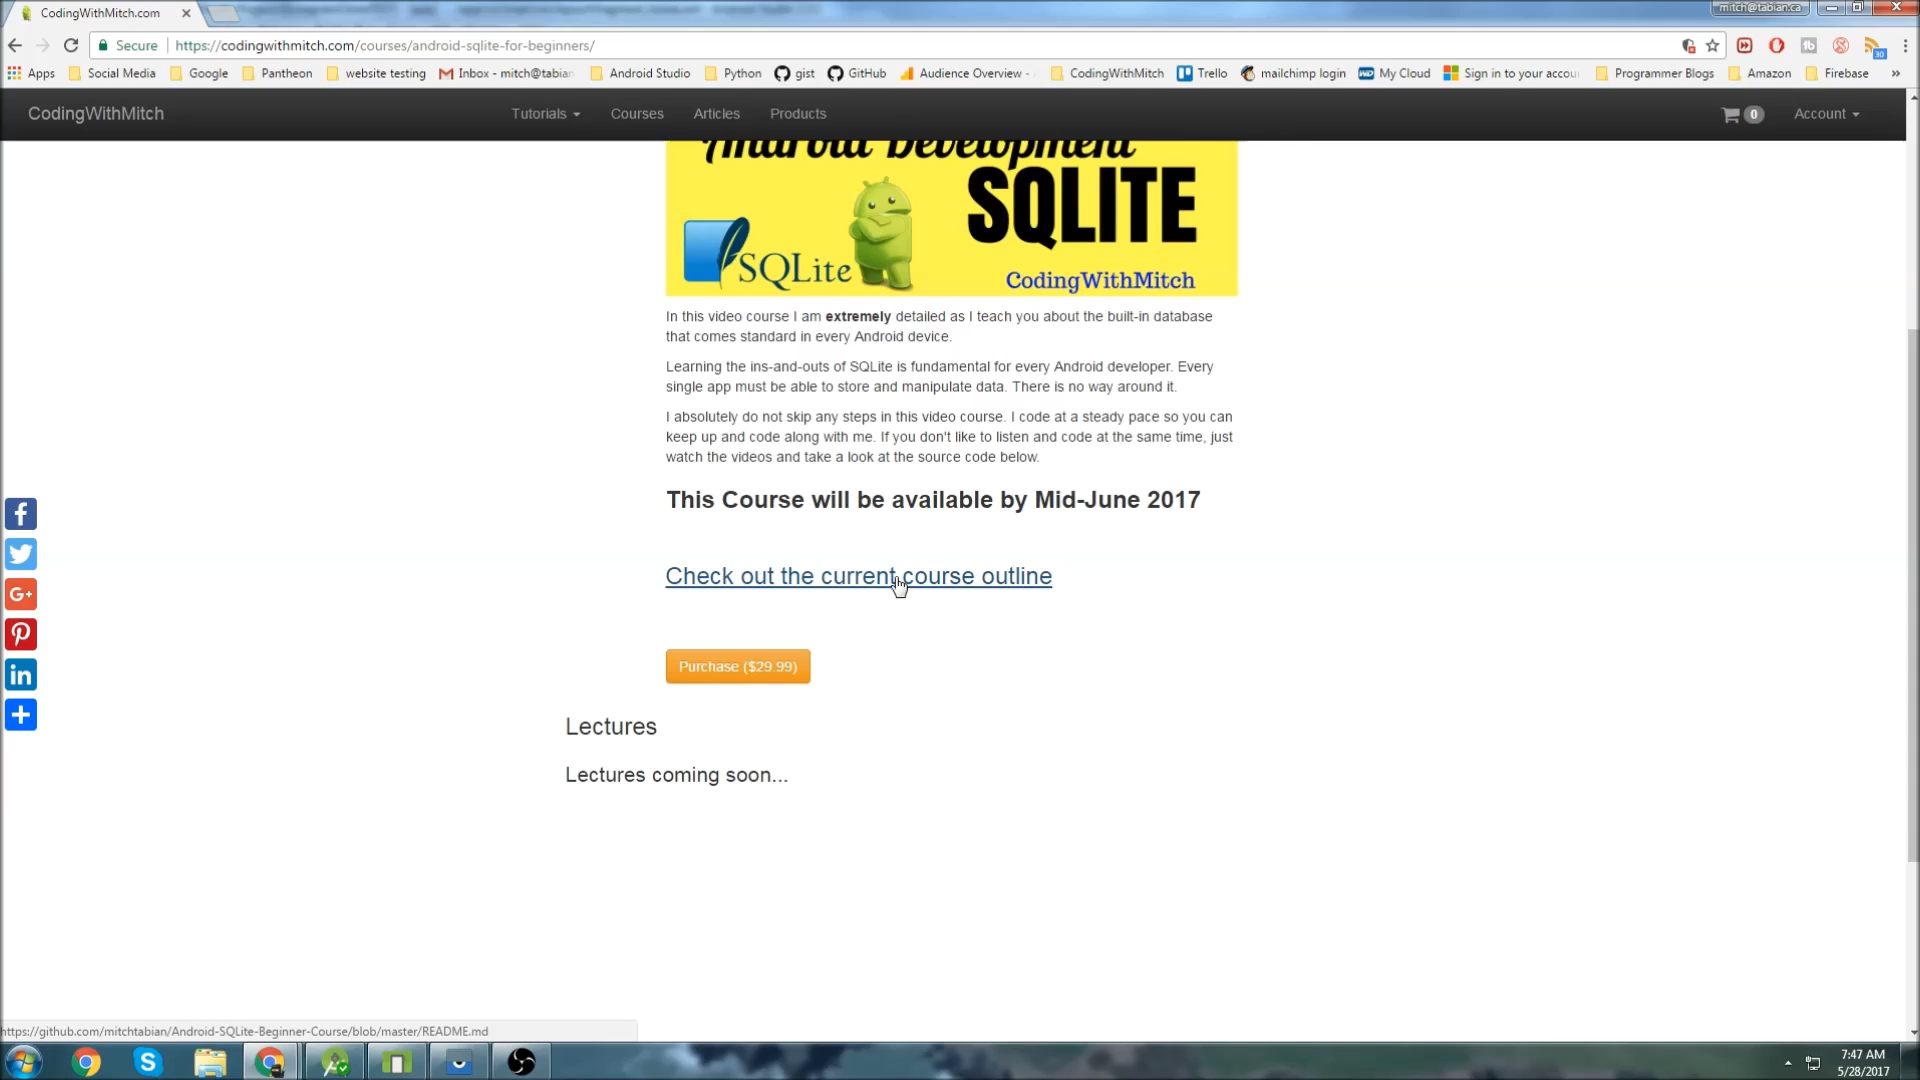 CodingWithMitch.com
mitch@tabian.ca
Secure https://codingwithmitch.com/courses/android-sqlite-for-beginners/
30
Apps Social Media Google Pantheon website testing Inbox - mitch@tabian Android Studio Python gist GitHub Audience Overview - CodingWithMitch Trello mailchimp login My Cloud Sign in to your accou Programmer Blogs Amazon Firebase »
CodingWithMitch Tutorials Courses Articles Products 0 Account
Android Development
SQLITE
SQLite
CodingWithMitch
In this video course I am extremely detailed as I teach you about the built-in database
that comes standard in every Android device.
Learning the ins-and-outs of SQLite is fundamental for every Android developer. Every
single app must be able to store and manipulate data. There is no way around it.
I absolutely do not skip any steps in this video course. I code at a steady pace so you can
keep up and code along with me. If you don't like to listen and code at the same time, just
watch the videos and take a look at the source code below.
This Course will be available by Mid-June 2017
Check out the current course outline
Purchase ($29.99)
Lectures
Lectures coming soon...
https://github.com/mitchtabian/Android-SQLite-Beginner-Course/blob/master/README.md
7:47 AM
5/28/2017